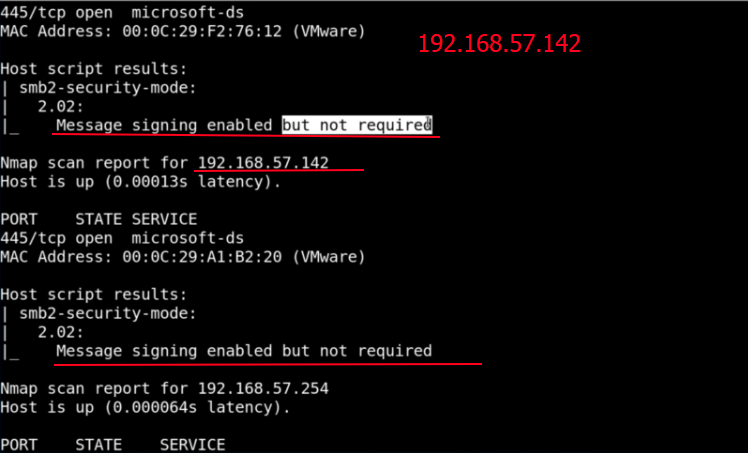 445/tcp open  microsoft-ds
MAC Address: 00:0C:29:F2:76:12 (VMware)
192.168.57.142
Host script results:
| smb2-security-mode:
|   2.02:
|_    Message signing enabled but not required
Nmap scan report for 192.168.57.142
Host is up (0.00013s latency).
PORT    STATE SERVICE
445/tcp open  microsoft-ds
MAC Address: 00:0C:29:A1:B2:20 (VMware)
Host script results:
| smb2-security-mode:
|   2.02:
|_    Message signing enabled but not required
Nmap scan report for 192.168.57.254
Host is up (0.000064s latency).
PORT    STATE    SERVICE